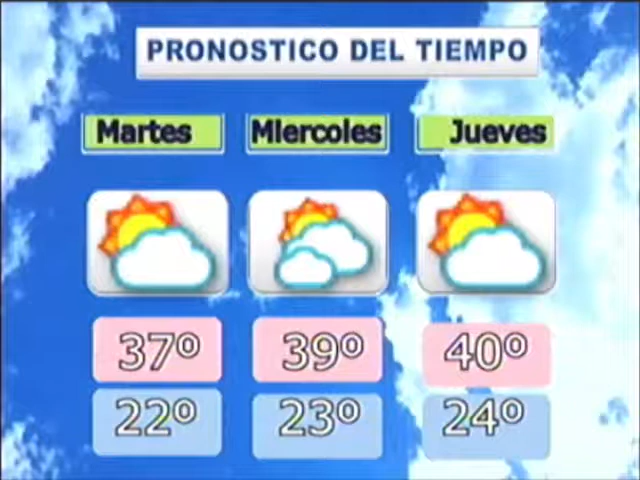 PRONOSTICO DEL TIEMPO
Martes MIercoles Jueves
37º 39º 40º
22º 23º 24º